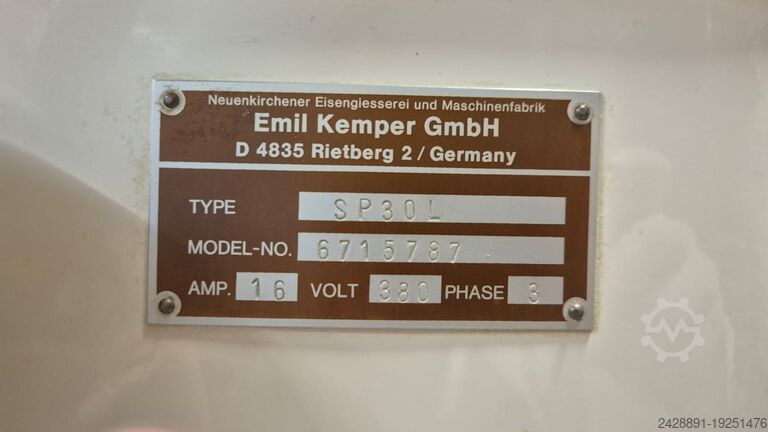 Neuenkirchener Eisengiesserei und Maschinenfabrik
Emil Kemper GmbH
D 4835 Rietberg 2 / Germany
TYPE SP30L
MODEL-NO. 6715787
AMP. 16 VOLT 380 PHASE 3
2428891-19251476